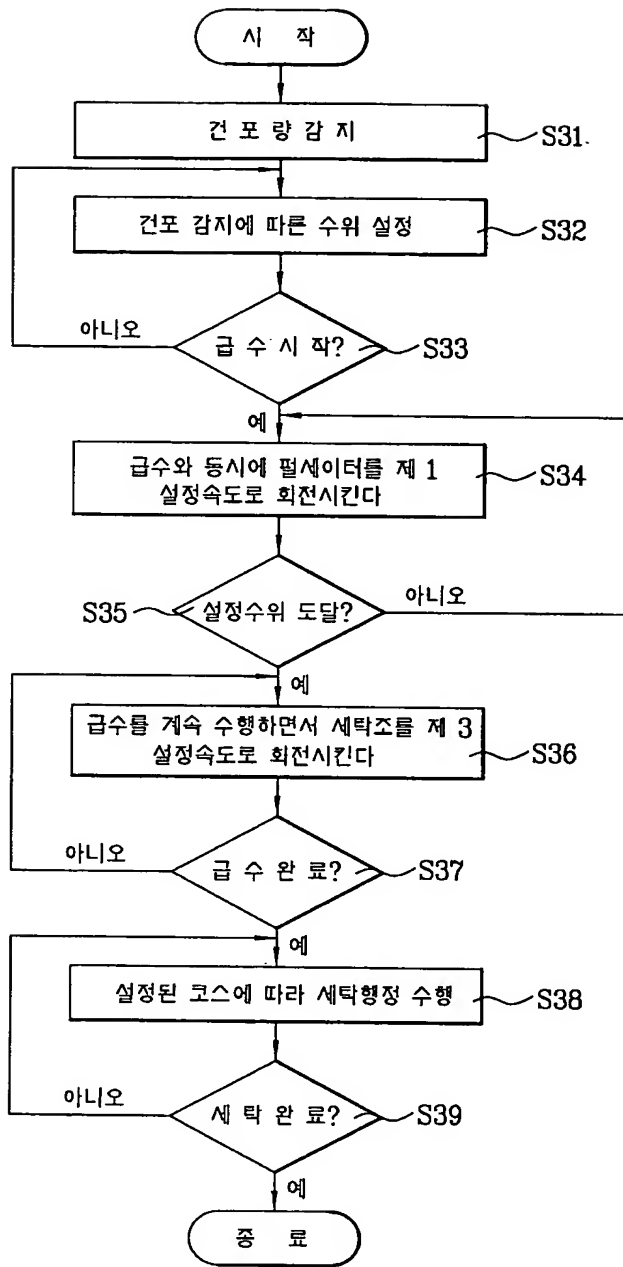 시 작
건 포 량 감 지
S31
건포 감지에 따른 수위 설정
S32
아니오
급 수 시 작?
S33
예
급수와 동시에 펄세이터를 제 1
설정속도로 회전시킨다
S34
S35
설정수위 도달?
아니오
예
급수를 계속 수행하면서 세탁조를 제 3
설정속도로 회전시킨다
S36
아니오
급 수 완 료?
S37
예
설정된 코스에 따라 세탁행정 수행
S38
아니오
세 탁 완 료?
S39
예
종 료